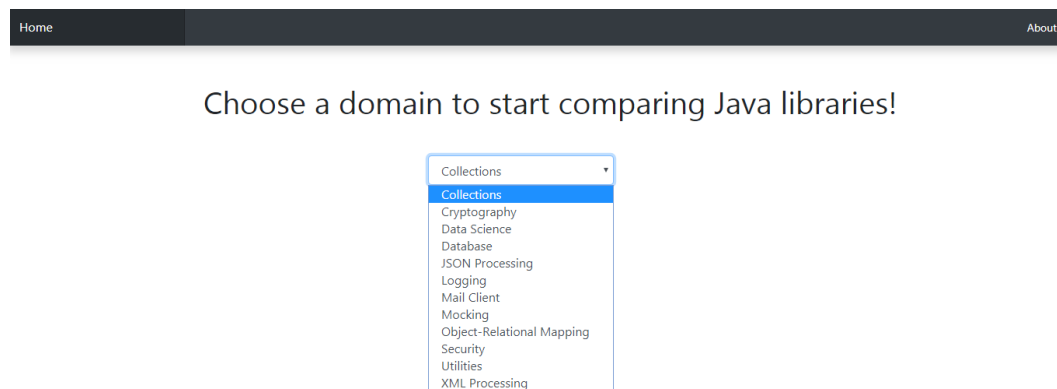 Home About
Choose a domain to start comparing Java libraries!
Collections
Collections
Cryptography
Data Science
Database
JSON Processing
Logging
Mail Client
Mocking
Object-Relational Mapping
Security
Utilities
XML Processing